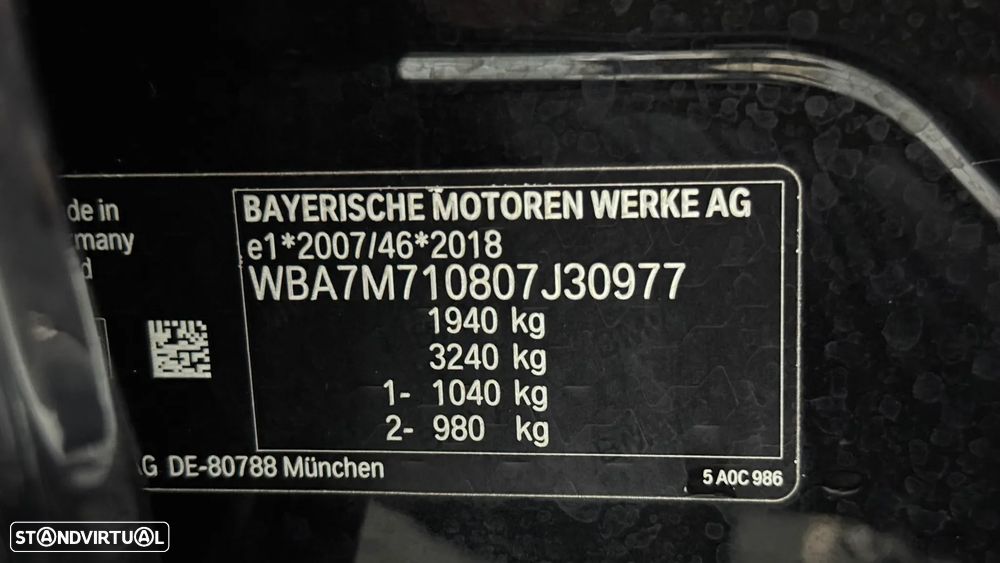 de in
many
d
BAYERISCHE MOTOREN WERKE AG
e1*2007/46*2018
WBA7M710807J30977
1940 kg
3240 kg
1- 1040 kg
2- 980 kg
G DE-80788 München
5 A0C 986
STANDVIRTUAL